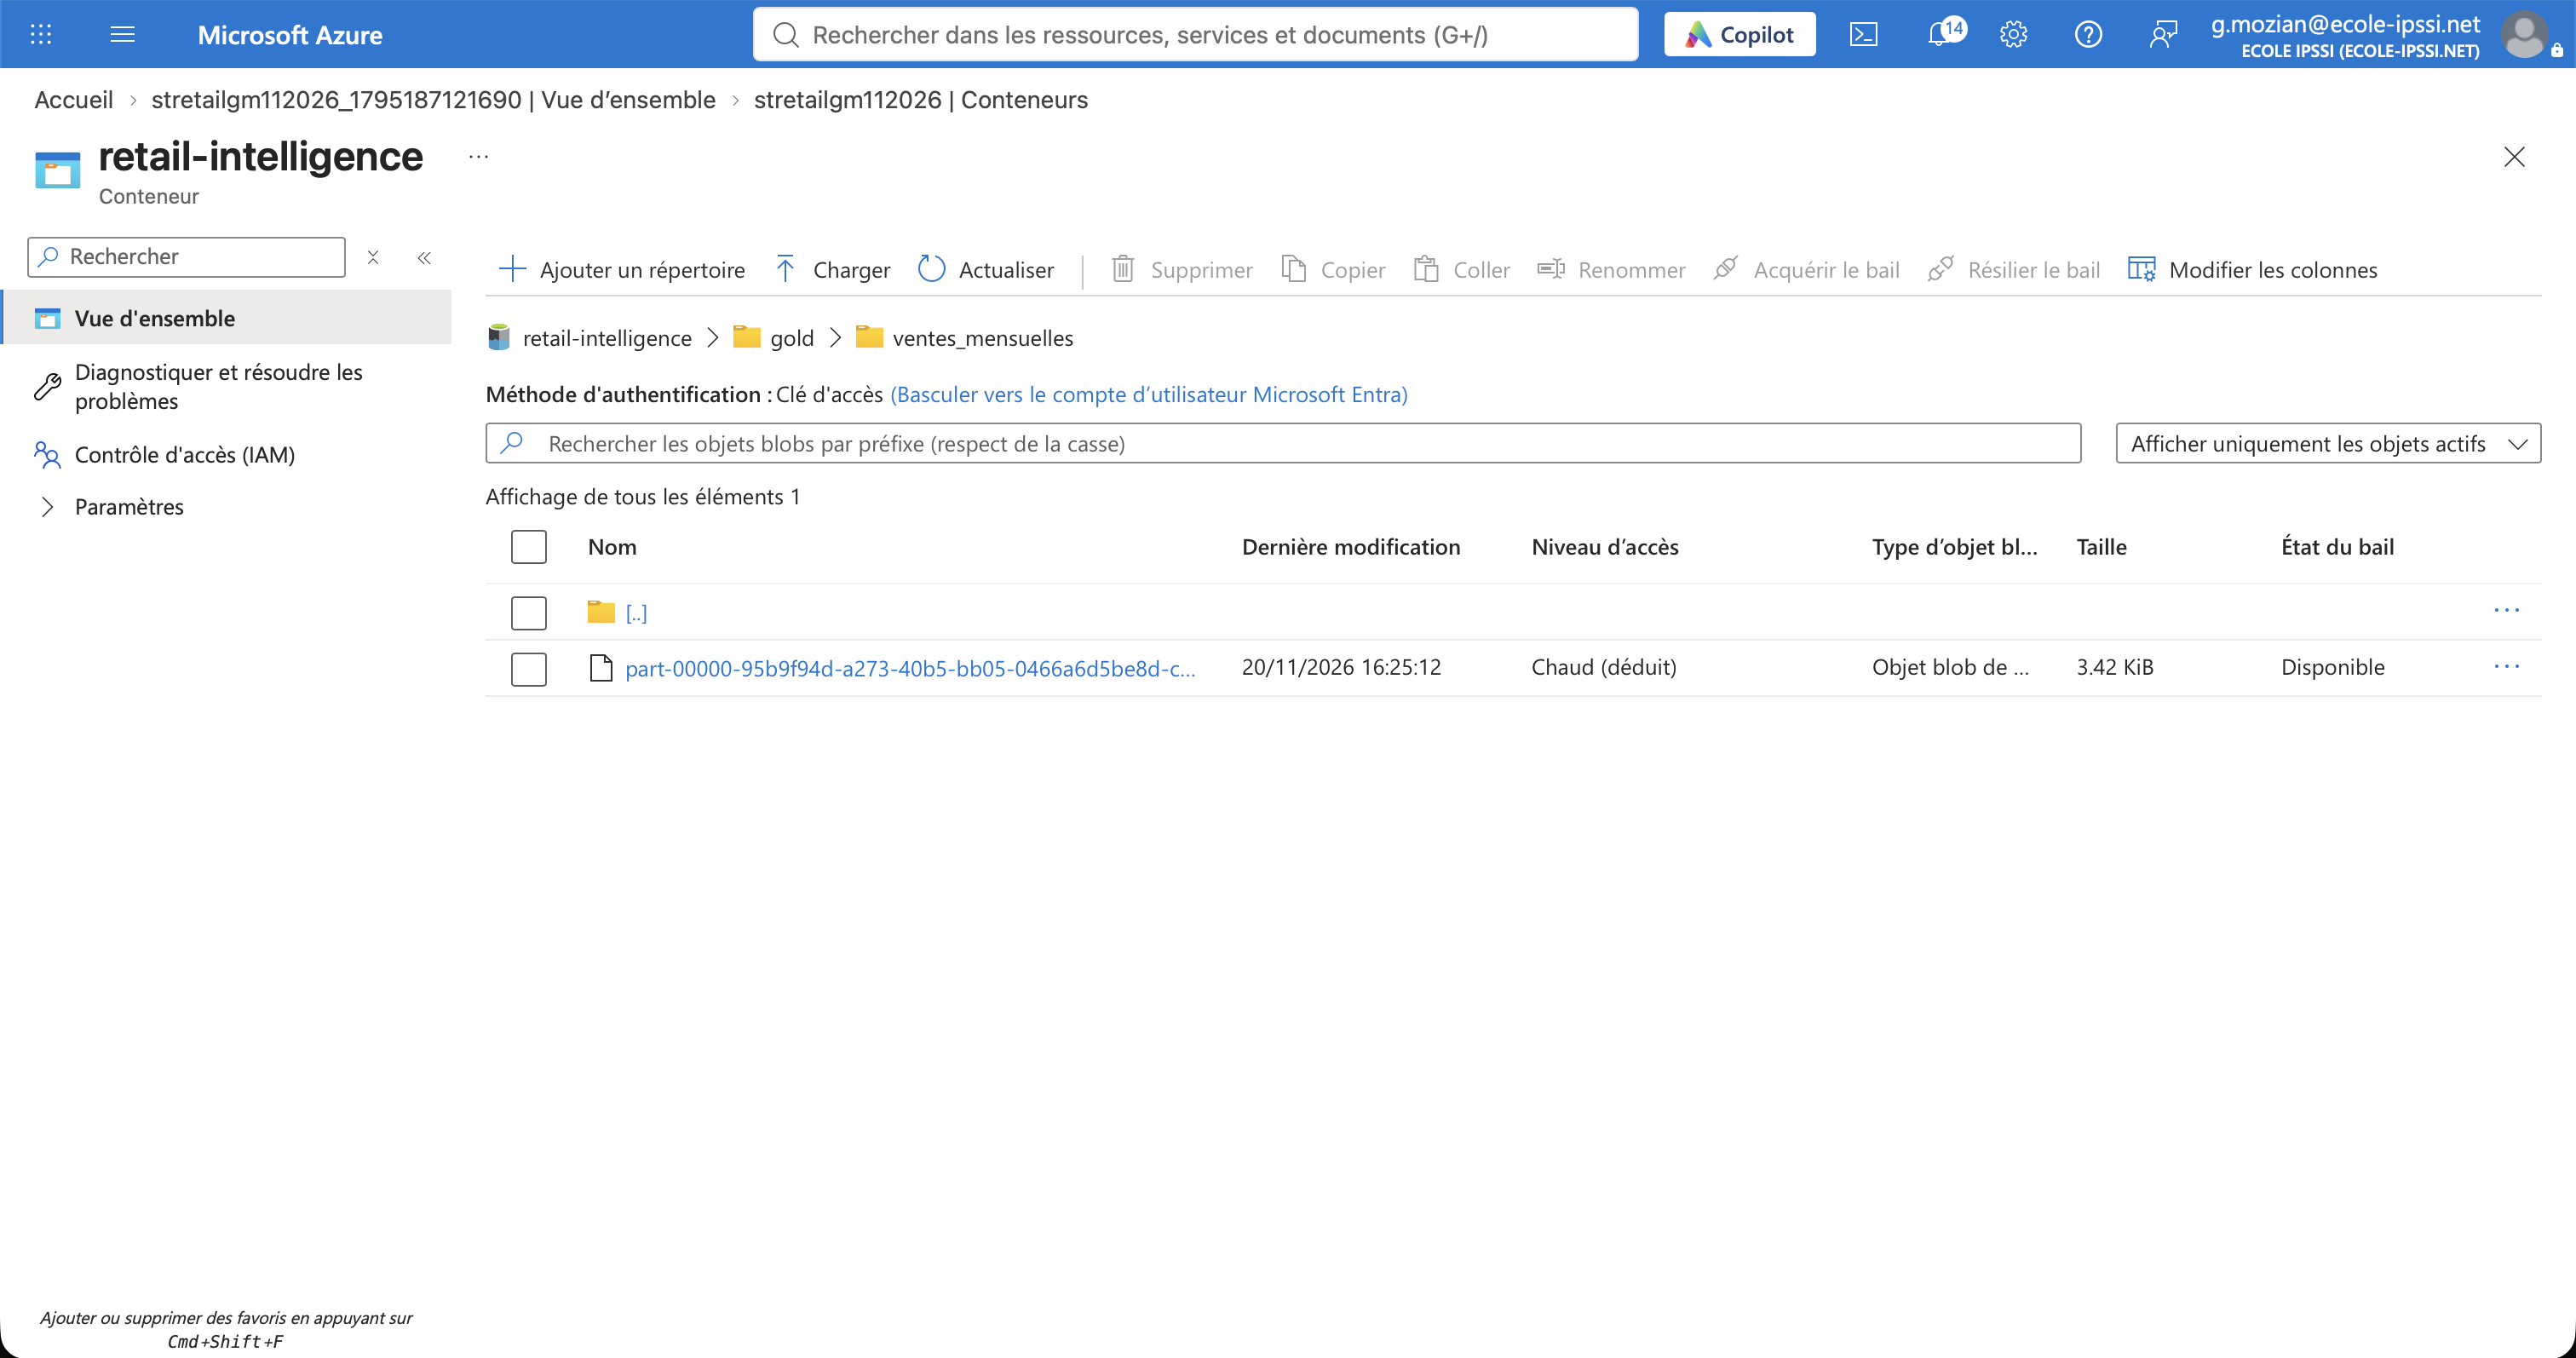 Microsoft Azure
Rechercher dans les ressources, services et documents (G+/)
Copilot
14
g.mozian@ecole-ipssi.net
ECOLE IPSSI (ECOLE-IPSSI.NET)
Accueil > stretailgm112026_1795187121690 | Vue d’ensemble > stretailgm112026 | Conteneurs
retail-intelligence ...
Conteneur
Rechercher
Vue d'ensemble
Diagnostiquer et résoudre les
problèmes
Contrôle d'accès (IAM)
Paramètres
Ajouter un répertoire Charger Actualiser Supprimer Copier Coller Renommer Acquérir le bail Résilier le bail Modifier les colonnes
retail-intelligence > gold > ventes_mensuelles
Méthode d'authentification : Clé d'accès (Basculer vers le compte d’utilisateur Microsoft Entra)
Rechercher les objets blobs par préfixe (respect de la casse)
Afficher uniquement les objets actifs
Affichage de tous les éléments 1
Nom Dernière modification Niveau d’accès Type d’objet bl... Taille État du bail
[..] ...
part-00000-95b9f94d-a273-40b5-bb05-0466a6d5be8d-c... 20/11/2026 16:25:12 Chaud (déduit) Objet blob de ... 3.42 KiB Disponible ...
Ajouter ou supprimer des favoris en appuyant sur
Cmd+Shift+F